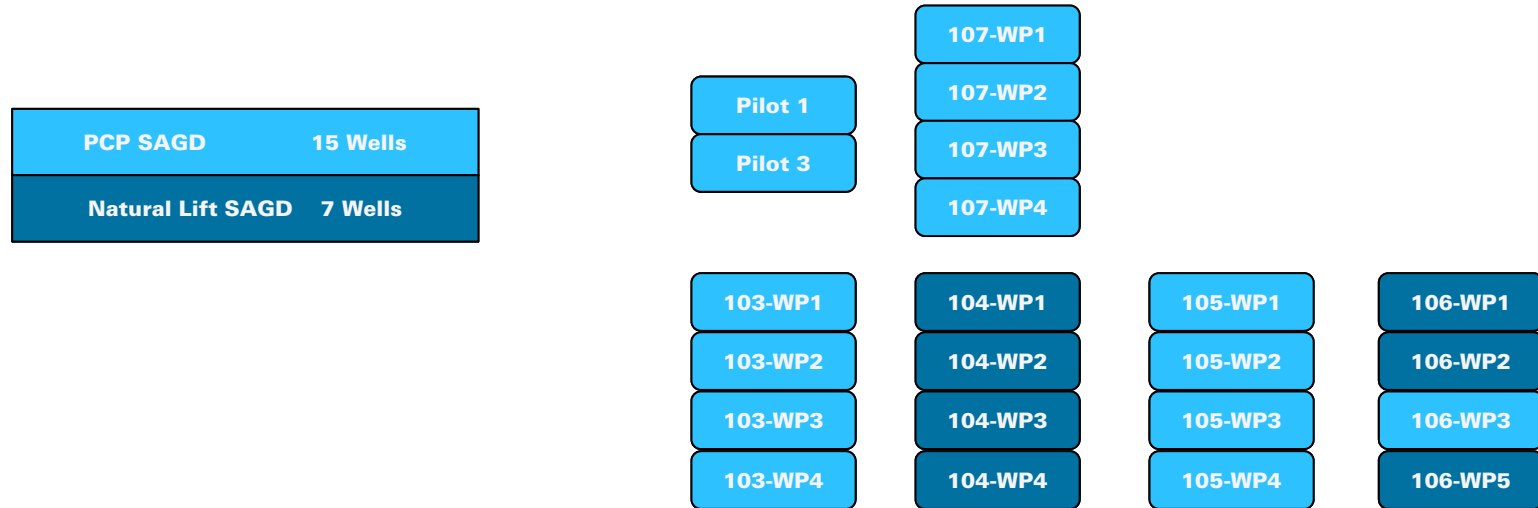 PCP SAGD 15 Wells
Natural Lift SAGD 7 Wells
Pilot 1
Pilot 3
107-WP1
107-WP2
107-WP3
107-WP4
103-WP1
103-WP2
103-WP3
103-WP4
104-WP1
104-WP2
104-WP3
104-WP4
105-WP1
105-WP2
105-WP3
105-WP4
106-WP1
106-WP2
106-WP3
106-WP5